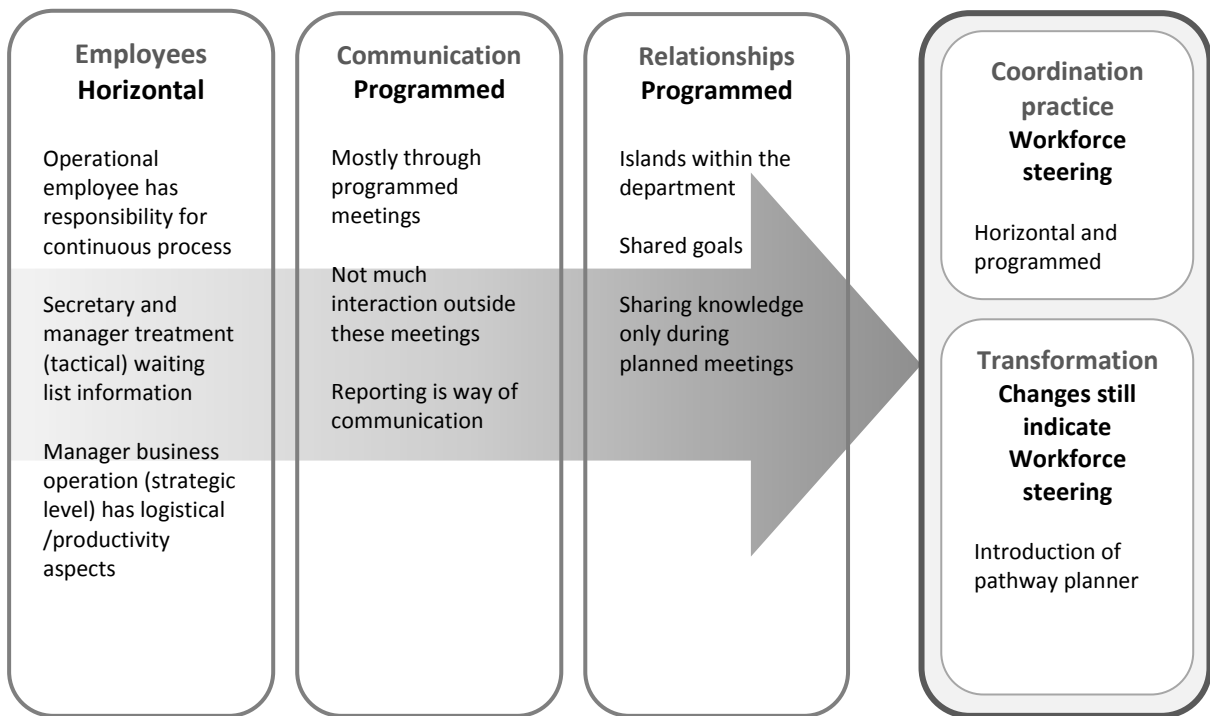 Employees
Horizontal
Operational
employee has
responsibility for
continuous process
Secretary and
manager treatment
(tactical) waiting
list information
Manager business
operation (strategic
level) has logistical
/productivity
aspects
Communication
Programmed
Mostly through
programmed
meetings
Not much
interaction outside
these meetings
Reporting is way of
communication
Relationships
Programmed
Islands within the
department
Shared goals
Sharing knowledge
only during
planned meetings
Coordination
practice
Workforce
steering
Horizontal and
programmed
Transformation
Changes still
indicate
Workforce
steering
Introduction of
pathway planner